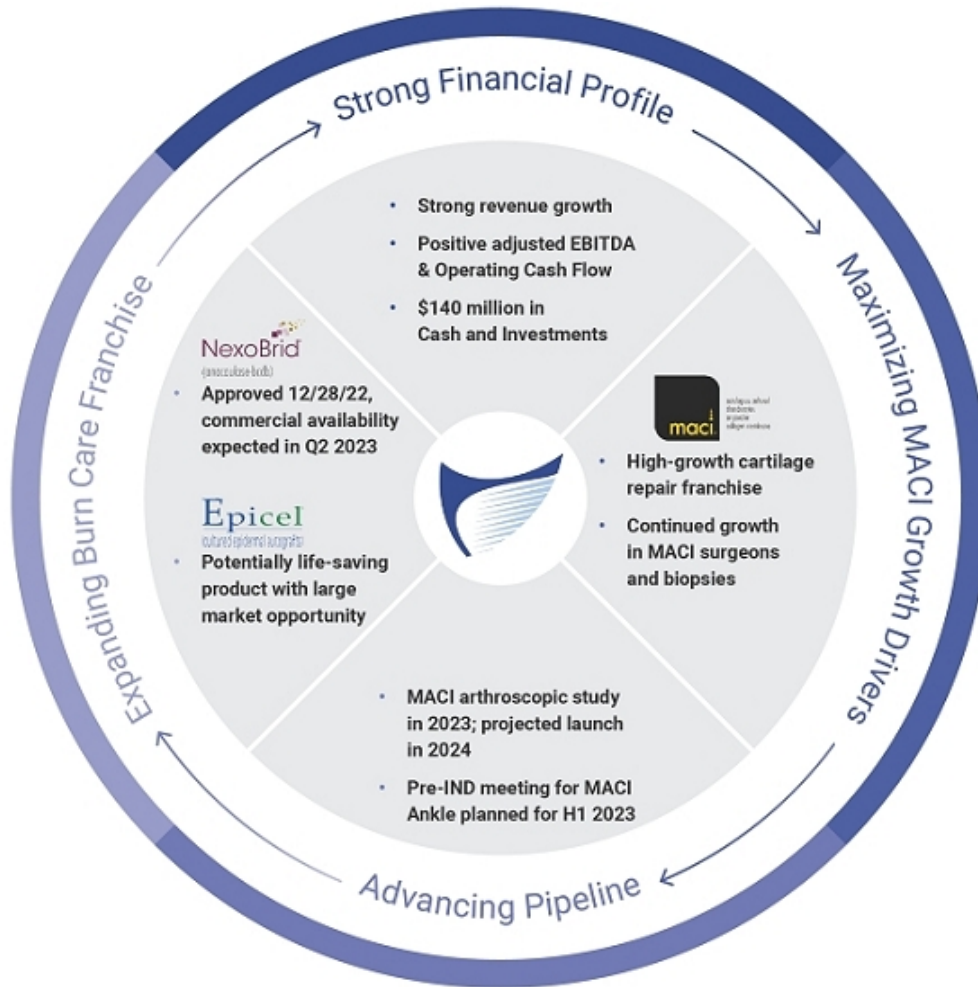 Strong Financial Profile
• Strong revenue growth
• Positive adjusted EBITDA
& Operating Cash Flow
• $140 million in
Cash and Investments
Maximizing MACI Growth Drivers
maci
• High-growth cartilage
repair franchise
• Continued growth
in MACI surgeons
and biopsies
Advancing Pipeline
• MACI arthroscopic study
in 2023; projected launch
in 2024
• Pre-IND meeting for MACI
Ankle planned for H1 2023
Expanding Burn Care Franchise
NexoBrid
• Approved 12/28/22,
commercial availability
expected in Q2 2023
Epicel
cultured epidermal autografts
• Potentially life-saving
product with large
market opportunity